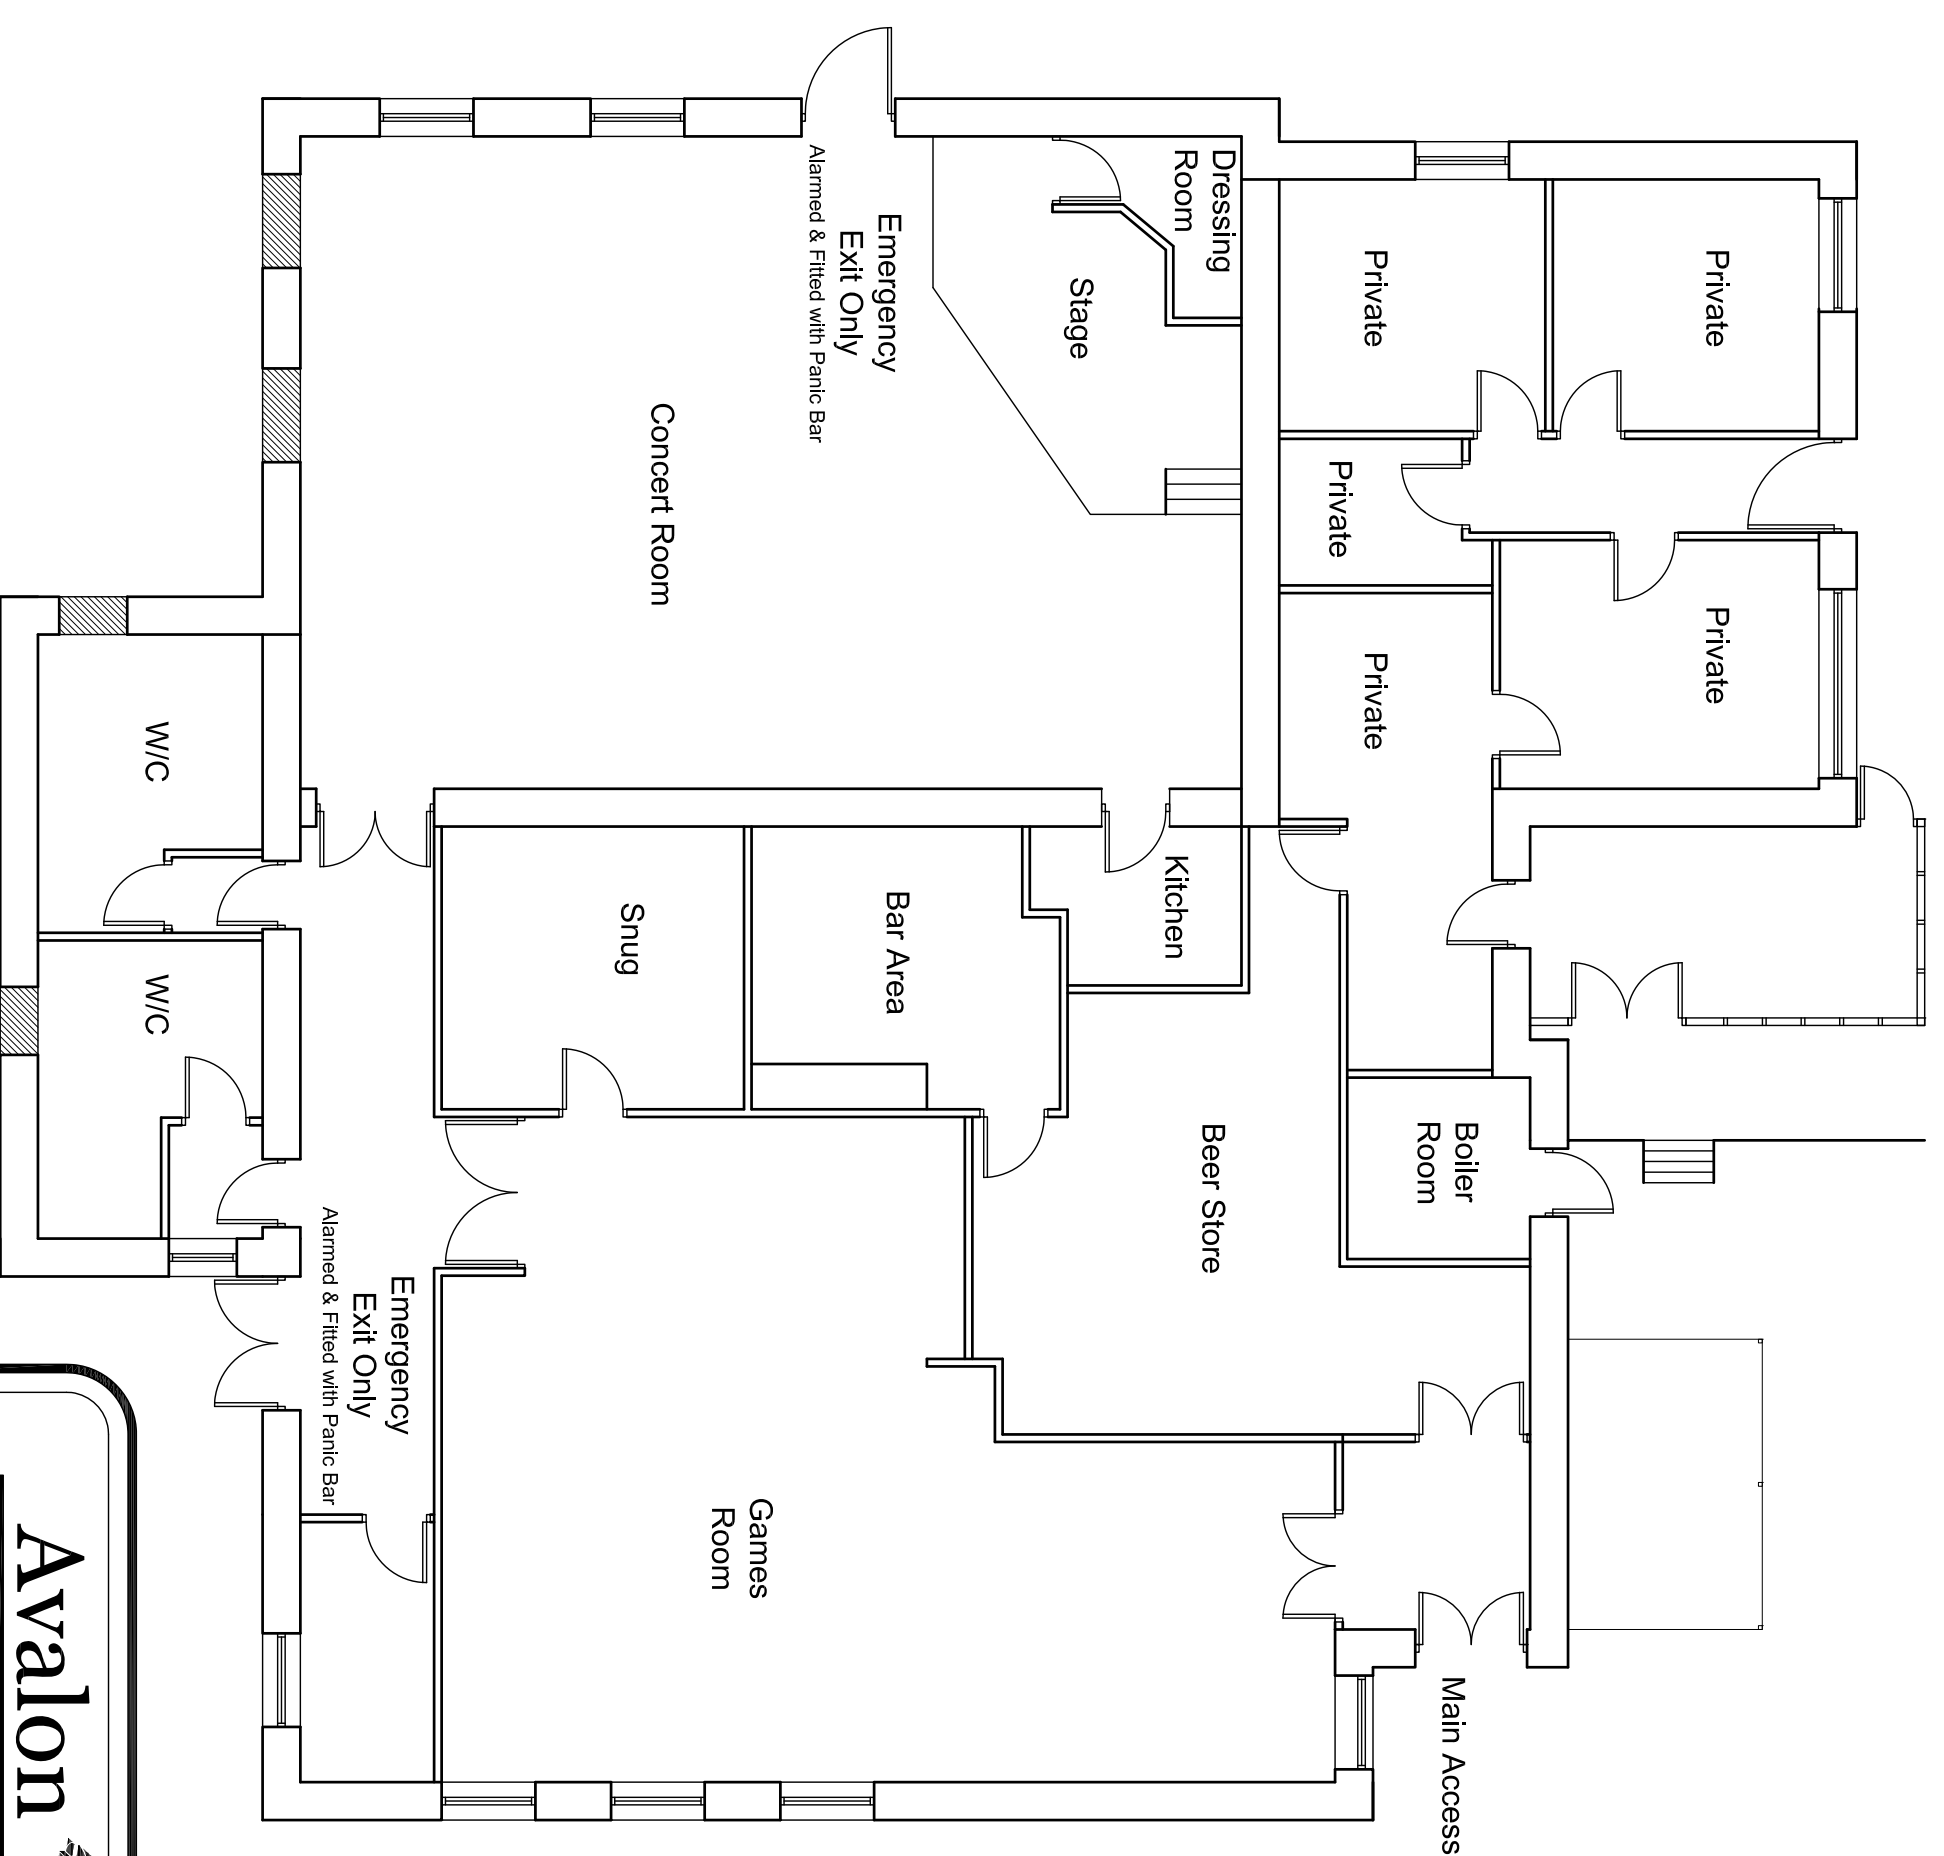 Private
Private
Boiler
Room
Main Access
Private
Private
Private
Dressing
Room
Beer Store
Kitchen
Stage
Bar Area
Emergency
Exit Only
Alarmed & Fitted with Panic Bar
Games
Room
Concert Room
Snug
Emergency
Exit Only
Alarmed & Fitted with Panic Bar
W/C
W/C
Avalon